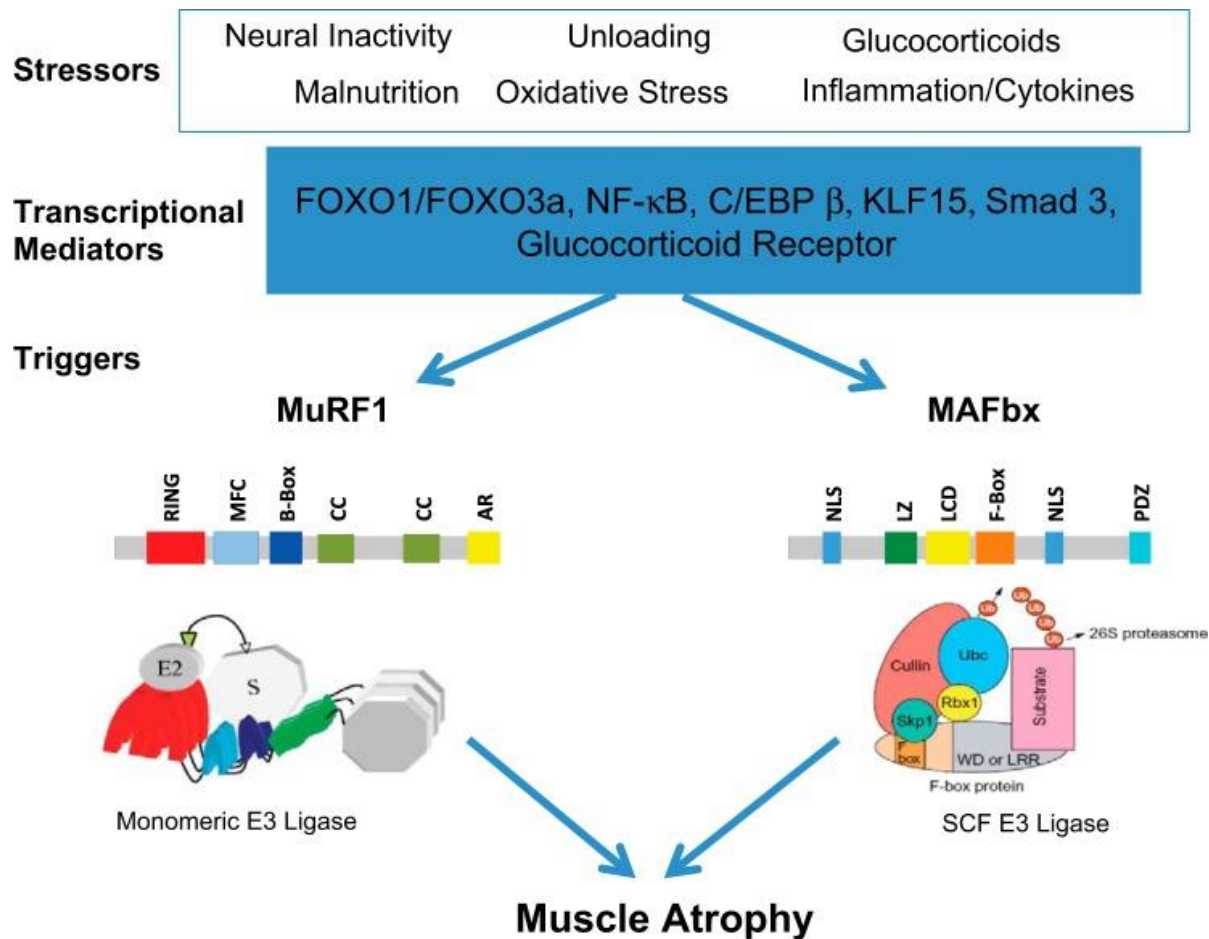 Neural Inactivity Unloading Glucocorticoids
Stressors
Malnutrition Oxidative Stress Inflammation/Cytokines
Transcriptional
Mediators
FOXO1/FOXO3a, NF-κB, C/EBP β, KLF15, Smad 3,
Glucocorticoid Receptor
Triggers
MuRF1
MAFbx
RING MFC B-Box CC CC AR
NLS LZ LCD F-Box NLS PDZ
E2
S
Monomeric E3 Ligase
Ub
Ub
Ub
Ub
Ub
26S proteasome
Cullin
Ubc
Substrate
Rbx1
Skp1
F
box
WD or LRR
F-box protein
SCF E3 Ligase
Muscle Atrophy